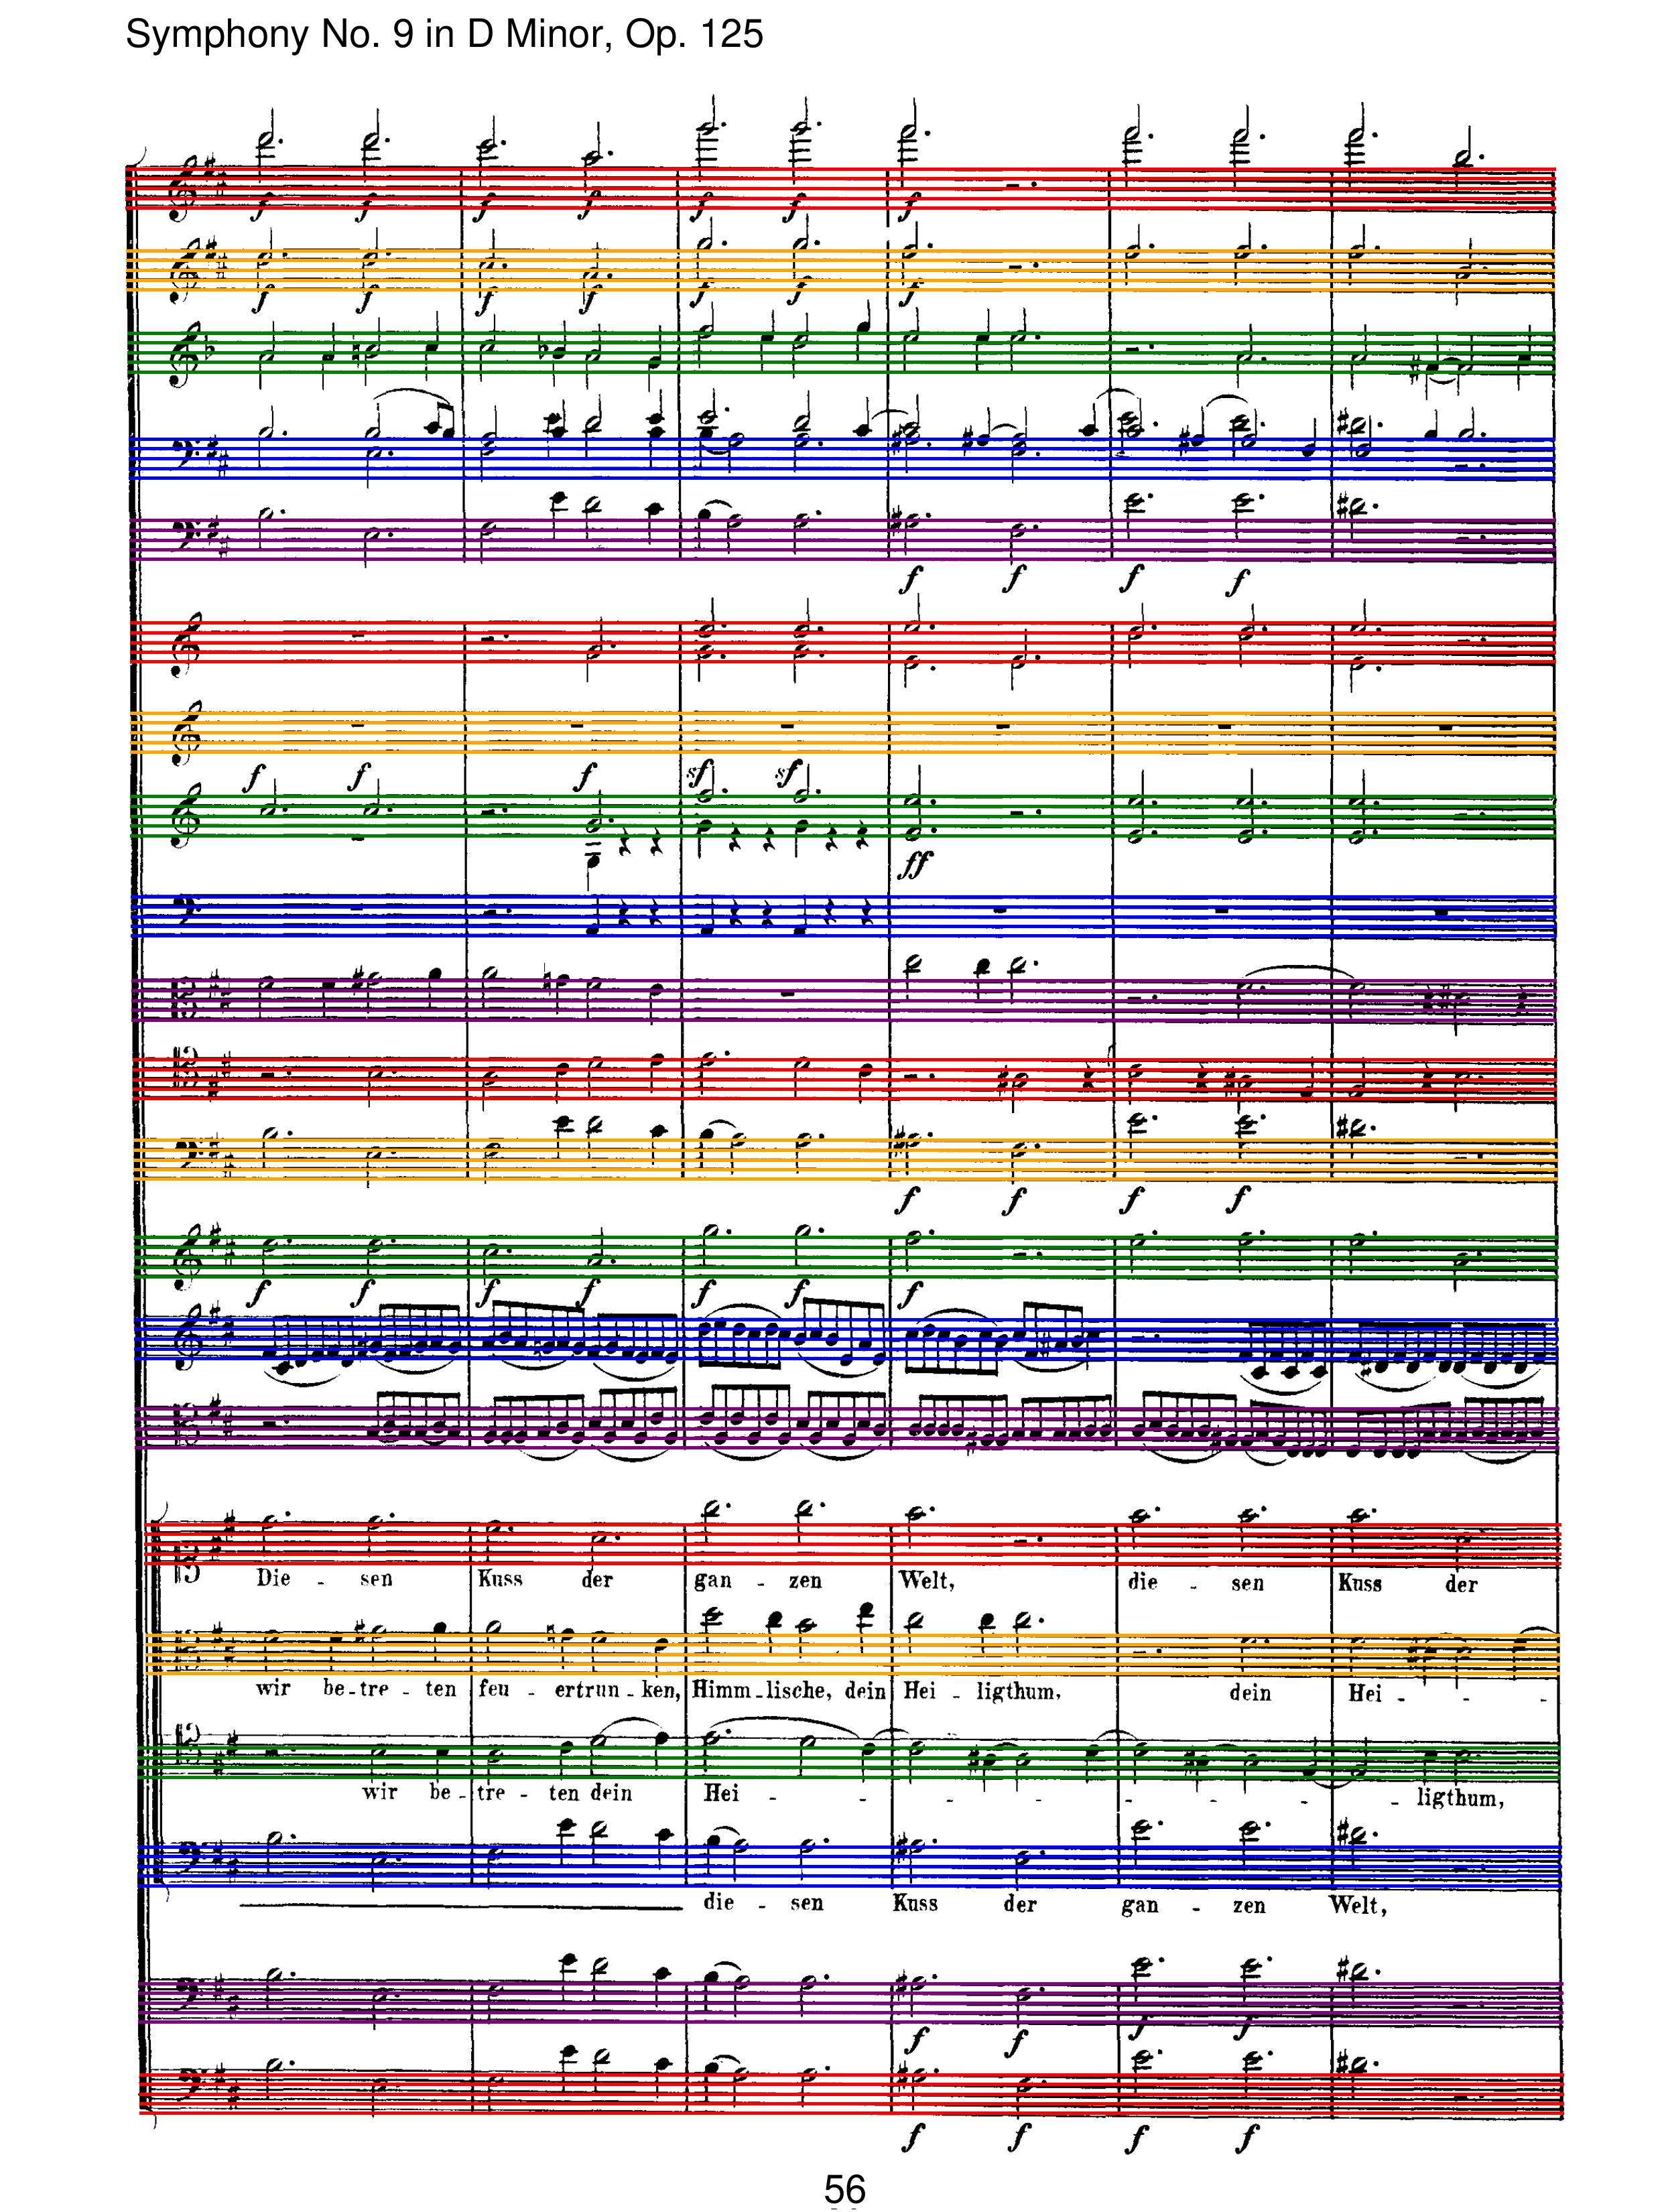 Symphony No. 9 in D Minor, Op. 125
f f f f f f f
f f f f f f f
f f f f
f f f sf sf
ff
f f f f
f f f f f f f
Die - sen Kuss der gan - zen Welt, die - sen Kuss der
wir be-tre - ten feu - ertrun - ken, Himm-lische, dein Hei - ligthum, dein Hei - - -
wir be-tre - ten dein Hei - - - - - - - - ligthum,
die - sen Kuss der gan - zen Welt,
f f f f
f f f f
56